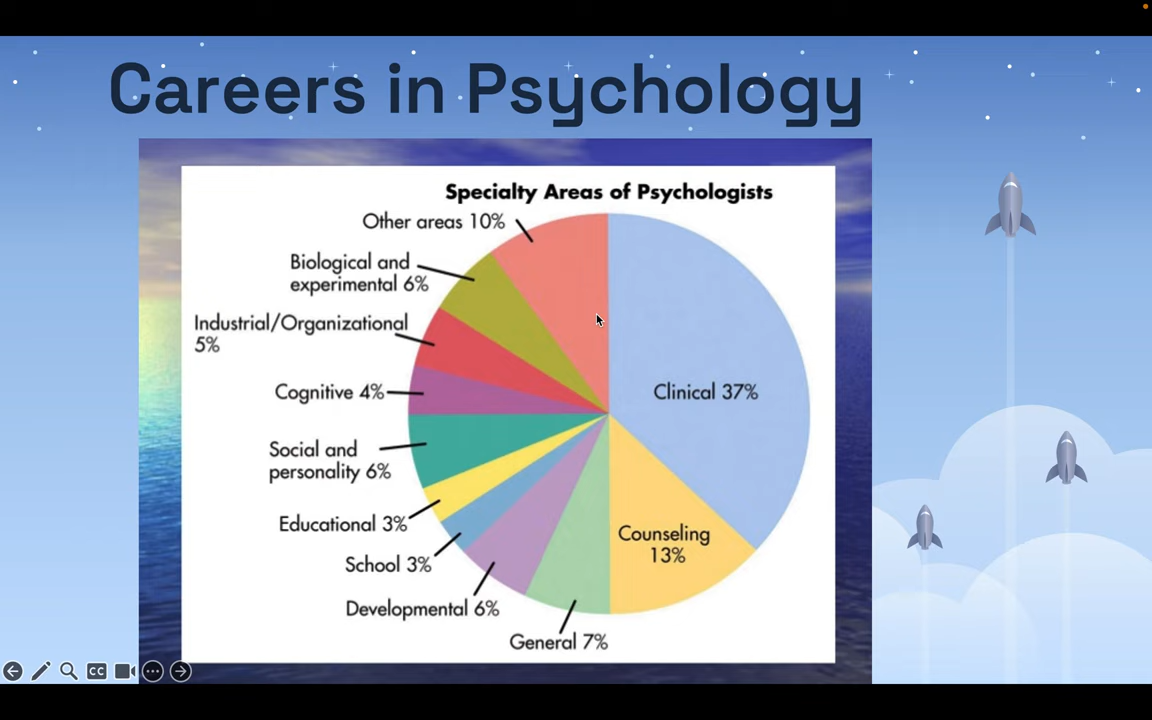 Careers in Psychology
Specialty Areas of Psychologists
Other areas 10%
Biological and
experimental 6%
Industrial/Organizational
5%
Cognitive 4%
Social and
personality 6%
Educational 3%
School 3%
Developmental 6%
General 7%
Clinical 37%
Counseling
13%
CC